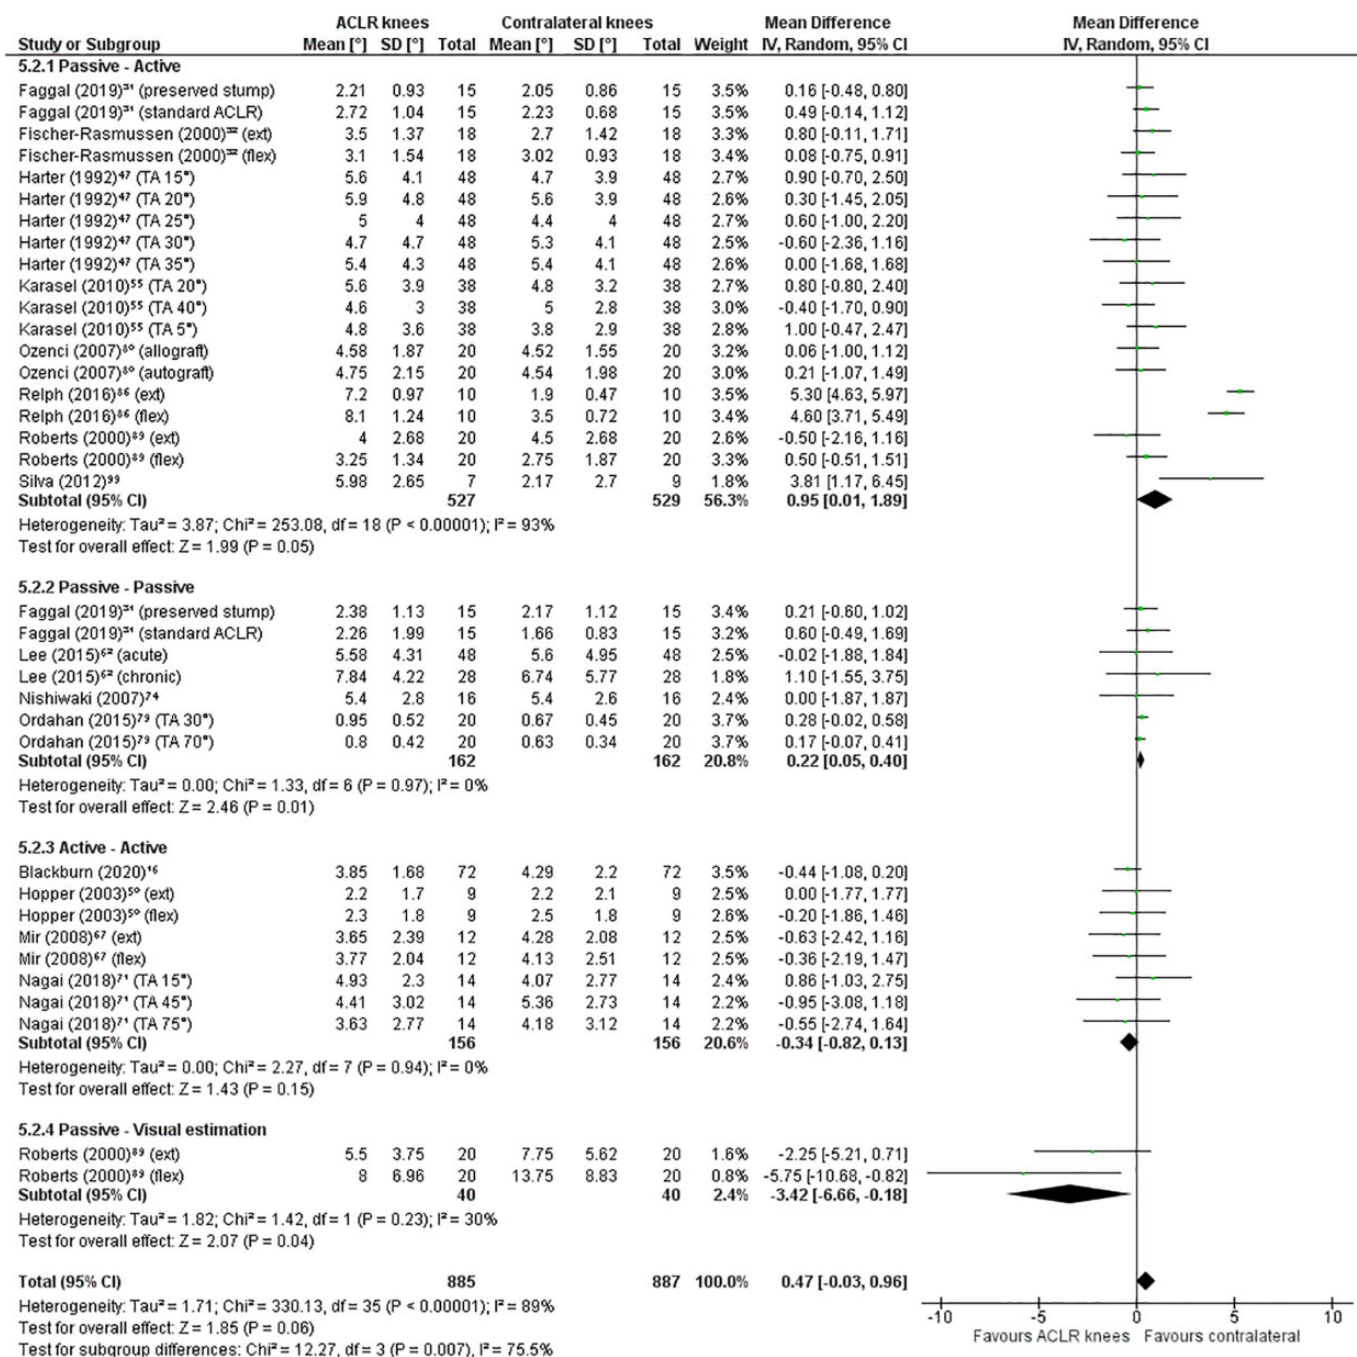 ACLR knees Contralateral knees Mean Difference Mean Difference
Study or Subgroup Mean [°] SD [°] Total Mean [°] SD [°] Total Weight IV, Random, 95% CI IV, Random, 95% CI
5.2.1 Passive - Active
Faggal (2019)³¹ (preserved stump) 2.21 0.93 15 2.05 0.86 15 3.5% 0.16 [-0.48, 0.80]
Faggal (2019)³¹ (standard ACLR) 2.72 1.04 15 2.23 0.68 15 3.5% 0.49 [-0.14, 1.12]
Fischer-Rasmussen (2000)³² (ext) 3.5 1.37 18 2.7 1.42 18 3.3% 0.80 [-0.11, 1.71]
Fischer-Rasmussen (2000)³² (flex) 3.1 1.54 18 3.02 0.93 18 3.4% 0.08 [-0.75, 0.91]
Harter (1992)⁴⁷ (TA 15°) 5.6 4.1 48 4.7 3.9 48 2.7% 0.90 [-0.70, 2.50]
Harter (1992)⁴⁷ (TA 20°) 5.9 4.8 48 5.6 3.9 48 2.6% 0.30 [-1.45, 2.05]
Harter (1992)⁴⁷ (TA 25°) 5 4 48 4.4 4 48 2.7% 0.60 [-1.00, 2.20]
Harter (1992)⁴⁷ (TA 30°) 4.7 4.7 48 5.3 4.1 48 2.5% -0.60 [-2.36, 1.16]
Harter (1992)⁴⁷ (TA 35°) 5.4 4.3 48 5.4 4.1 48 2.6% 0.00 [-1.68, 1.68]
Karasel (2010)⁵⁵ (TA 20°) 5.6 3.9 38 4.8 3.2 38 2.7% 0.80 [-0.80, 2.40]
Karasel (2010)⁵⁵ (TA 40°) 4.6 3 38 5 2.8 38 3.0% -0.40 [-1.70, 0.90]
Karasel (2010)⁵⁵ (TA 5°) 4.8 3.6 38 3.8 2.9 38 2.8% 1.00 [-0.47, 2.47]
Ozenci (2007)⁸⁰ (allograft) 4.58 1.87 20 4.52 1.55 20 3.2% 0.06 [-1.00, 1.12]
Ozenci (2007)⁸⁰ (autograft) 4.75 2.15 20 4.54 1.98 20 3.0% 0.21 [-1.07, 1.49]
Relph (2016)⁸⁶ (ext) 7.2 0.97 10 1.9 0.47 10 3.5% 5.30 [4.63, 5.97]
Relph (2016)⁸⁶ (flex) 8.1 1.24 10 3.5 0.72 10 3.4% 4.60 [3.71, 5.49]
Roberts (2000)⁸⁹ (ext) 4 2.68 20 4.5 2.68 20 2.6% -0.50 [-2.16, 1.16]
Roberts (2000)⁸⁹ (flex) 3.25 1.34 20 2.75 1.87 20 3.3% 0.50 [-0.51, 1.51]
Silva (2012)⁹⁹ 5.98 2.65 7 2.17 2.7 9 1.8% 3.81 [1.17, 6.45]
Subtotal (95% CI) 527 529 56.3% 0.95 [0.01, 1.89]
Heterogeneity: Tau² = 3.87; Chi² = 253.08, df = 18 (P < 0.00001); I² = 93%
Test for overall effect: Z = 1.99 (P = 0.05)
5.2.2 Passive - Passive
Faggal (2019)³¹ (preserved stump) 2.38 1.13 15 2.17 1.12 15 3.4% 0.21 [-0.60, 1.02]
Faggal (2019)³¹ (standard ACLR) 2.26 1.99 15 1.66 0.83 15 3.2% 0.60 [-0.49, 1.69]
Lee (2015)⁶² (acute) 5.58 4.31 48 5.6 4.95 48 2.5% -0.02 [-1.88, 1.84]
Lee (2015)⁶² (chronic) 7.84 4.22 28 6.74 5.77 28 1.8% 1.10 [-1.55, 3.75]
Nishiwaki (2007)⁷⁴ 5.4 2.8 16 5.4 2.6 16 2.4% 0.00 [-1.87, 1.87]
Ordahan (2015)⁷⁹ (TA 30°) 0.95 0.52 20 0.67 0.45 20 3.7% 0.28 [-0.02, 0.58]
Ordahan (2015)⁷⁹ (TA 70°) 0.8 0.42 20 0.63 0.34 20 3.7% 0.17 [-0.07, 0.41]
Subtotal (95% CI) 162 162 20.8% 0.22 [0.05, 0.40]
Heterogeneity: Tau² = 0.00; Chi² = 1.33, df = 6 (P = 0.97); I² = 0%
Test for overall effect: Z = 2.46 (P = 0.01)
5.2.3 Active - Active
Blackburn (2020)¹⁶ 3.85 1.68 72 4.29 2.2 72 3.5% -0.44 [-1.08, 0.20]
Hopper (2003)⁵⁰ (ext) 2.2 1.7 9 2.2 2.1 9 2.5% 0.00 [-1.77, 1.77]
Hopper (2003)⁵⁰ (flex) 2.3 1.8 9 2.5 1.8 9 2.6% -0.20 [-1.86, 1.46]
Mir (2008)⁶⁷ (ext) 3.65 2.39 12 4.28 2.08 12 2.5% -0.63 [-2.42, 1.16]
Mir (2008)⁶⁷ (flex) 3.77 2.04 12 4.13 2.51 12 2.5% -0.36 [-2.19, 1.47]
Nagai (2018)⁷¹ (TA 15°) 4.93 2.3 14 4.07 2.77 14 2.4% 0.86 [-1.03, 2.75]
Nagai (2018)⁷¹ (TA 45°) 4.41 3.02 14 5.36 2.73 14 2.2% -0.95 [-3.08, 1.18]
Nagai (2018)⁷¹ (TA 75°) 3.63 2.77 14 4.18 3.12 14 2.2% -0.55 [-2.74, 1.64]
Subtotal (95% CI) 156 156 20.6% -0.34 [-0.82, 0.13]
Heterogeneity: Tau² = 0.00; Chi² = 2.27, df = 7 (P = 0.94); I² = 0%
Test for overall effect: Z = 1.43 (P = 0.15)
5.2.4 Passive - Visual estimation
Roberts (2000)⁸⁹ (ext) 5.5 3.75 20 7.75 5.62 20 1.6% -2.25 [-5.21, 0.71]
Roberts (2000)⁸⁹ (flex) 8 6.96 20 13.75 8.83 20 0.8% -5.75 [-10.68, -0.82]
Subtotal (95% CI) 40 40 2.4% -3.42 [-6.66, -0.18]
Heterogeneity: Tau² = 1.82; Chi² = 1.42, df = 1 (P = 0.23); I² = 30%
Test for overall effect: Z = 2.07 (P = 0.04)
Total (95% CI) 885 887 100.0% 0.47 [-0.03, 0.96]
Heterogeneity: Tau² = 1.71; Chi² = 330.13, df = 35 (P < 0.00001); I² = 89%
Test for overall effect: Z = 1.85 (P = 0.06)
Test for subgroup differences: Chi² = 12.27, df = 3 (P = 0.007), I² = 75.5%
-10 -5 0 5 10
Favours ACLR knees Favours contralateral